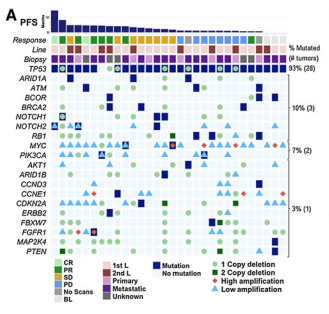 A
PFS
Response
Line
Biopsy
% Mutated
(# tumors)
TP53
93% (28)
ARID1A
ATM
BCOR
BRCA2
10% (3)
NOTCH1
NOTCH2
RB1
MYC
7% (2)
PIK3CA
AKT1
ARID1B
CCND3
CCNE1
CDKN2A
3% (1)
ERBB2
FBXW7
FGFR1
MAP2K4
PTEN
CR
PR
SD
PD
No Scans
BL
1st L
2nd L
Primary
Metastatic
Unknown
Mutation
No mutation
1 Copy deletion
2 Copy deletion
High amplification
Low amplification